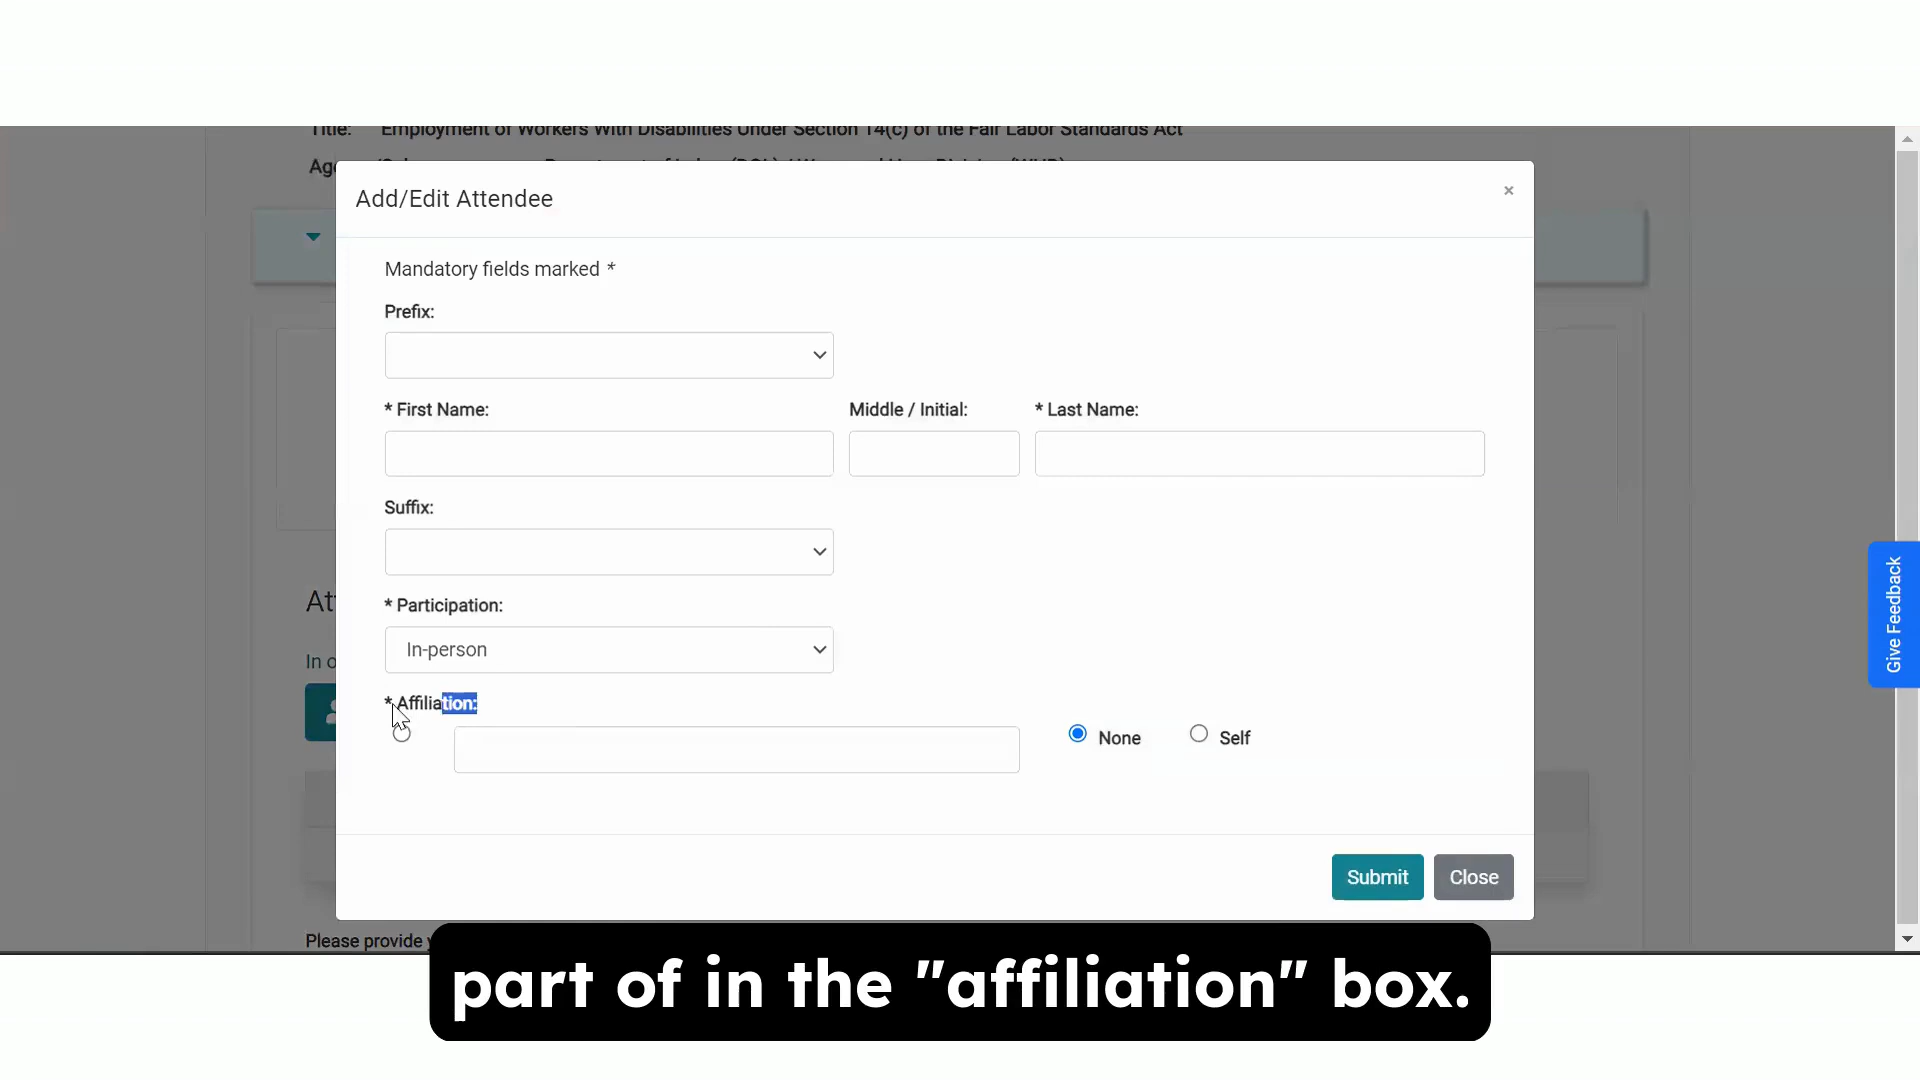 Title: Employment of Workers With Disabilities Under Section 14(c) of the Fair Labor Standards Act
Add/Edit Attendee
×
Mandatory fields marked *
Prefix:
* First Name: Middle / Initial: * Last Name:
Suffix:
* Participation:
In-person
* Affiliation:
None Self
Submit Close
Give Feedback
Please provide
part of in the "affiliation" box.